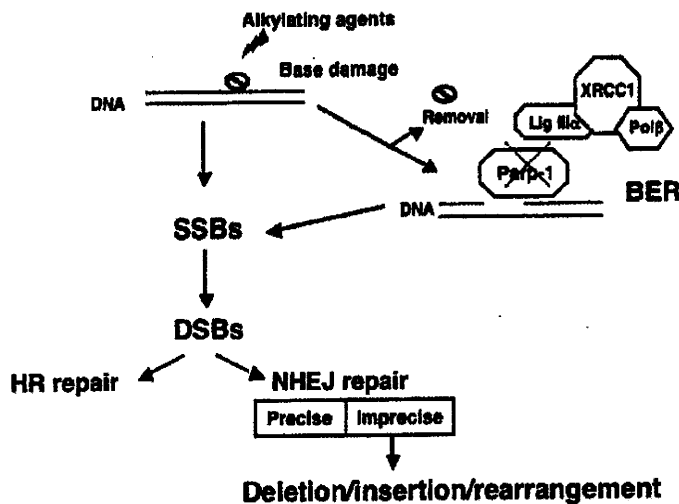 Alkylating agents
Base damage
DNA
Removal
XRCC1
Lig IIIα
Polβ
Parp-1
BER
DNA
SSBs
DSBs
HR repair
NHEJ repair
Precise
Imprecise
Deletion/insertion/rearrangement